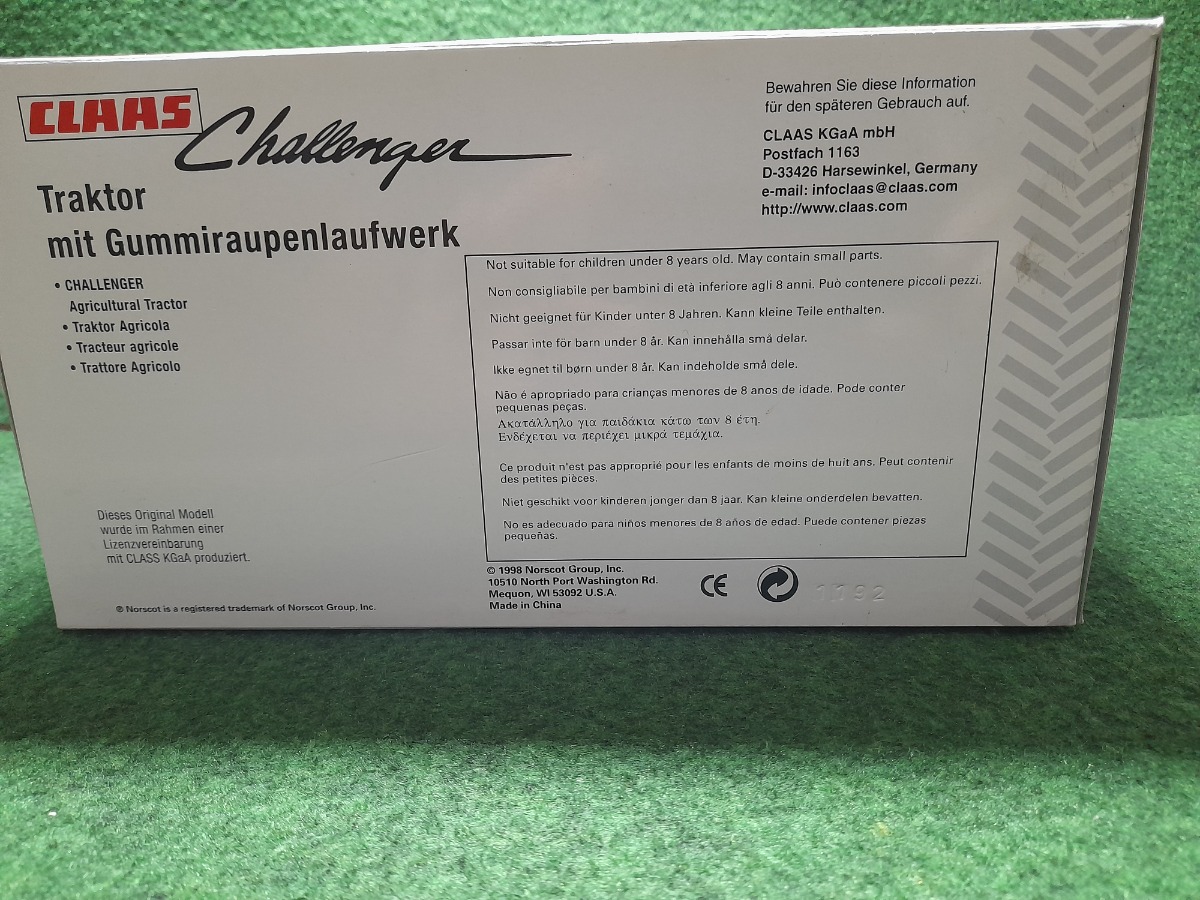 CLAAS Challenger
Traktor
mit Gummiraupenlaufwerk
• CHALLENGER
Agricultural Tractor
• Traktor Agricola
• Tracteur agricole
• Trattore Agricolo
Dieses Original Modell
wurde im Rahmen einer
Lizenzvereinbarung
mit CLASS KGaA produziert.
® Norscot is a registered trademark of Norscot Group, Inc.
Bewahren Sie diese Information
für den späteren Gebrauch auf.
CLAAS KGaA mbH
Postfach 1163
D-33426 Harsewinkel, Germany
e-mail: infoclaas@claas.com
http://www.claas.com
Not suitable for children under 8 years old. May contain small parts.
Non consigliabile per bambini di età inferiore agli 8 anni. Può contenere piccoli pezzi.
Nicht geeignet für Kinder unter 8 Jahren. Kann kleine Teile enthalten.
Passar inte för barn under 8 år. Kan innehålla små delar.
Ikke egnet til børn under 8 år. Kan indeholde små dele.
Não é apropriado para crianças menores de 8 anos de idade. Pode conter
pequenas peças.
Ακατάλληλο για παιδάκια κάτω των 8 έτη.
Ενδέχεται να περιέχει μικρά τεμάχια.
Ce produit n'est pas approprié pour les enfants de moins de huit ans. Peut contenir
des petites pièces.
Niet geschikt voor kinderen jonger dan 8 jaar. Kan kleine onderdelen bevatten.
No es adecuado para niños menores de 8 años de edad. Puede contener piezas
pequeñas.
© 1998 Norscot Group, Inc.
10510 North Port Washington Rd.
Mequon, WI 53092 U.S.A.
Made in China
CE
1192